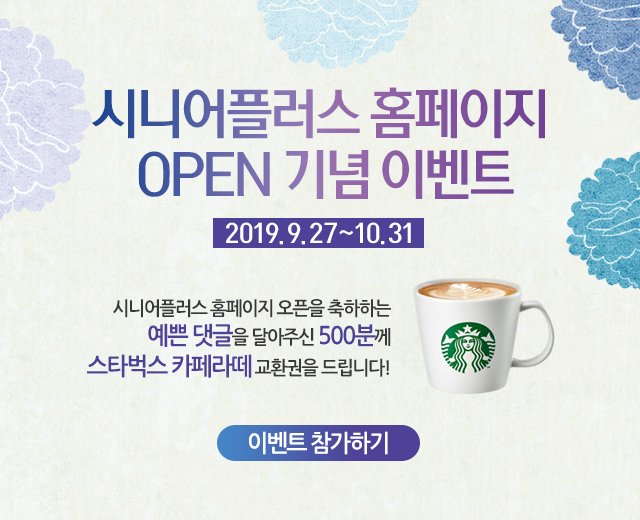 시니어플러스 홈페이지
OPEN 기념 이벤트
2019.9.27~10.31
시니어플러스 홈페이지 오픈을 축하하는
예쁜 댓글을 달아주신 500분께
스타벅스 카페라떼 교환권을 드립니다!
이벤트 참가하기